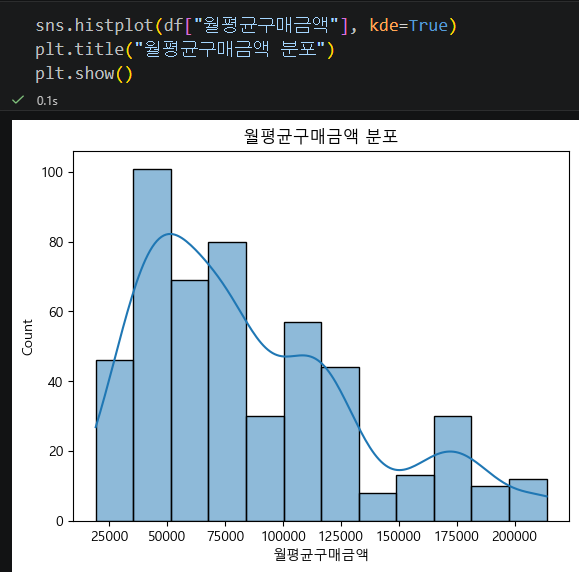 sns.histplot(df["월평균구매금액"], kde=True)
plt.title("월평균구매금액 분포")
plt.show()
0.1s
월평균구매금액 분포
100
80
60
40
20
0
Count
25000 50000 75000 100000 125000 150000 175000 200000
월평균구매금액